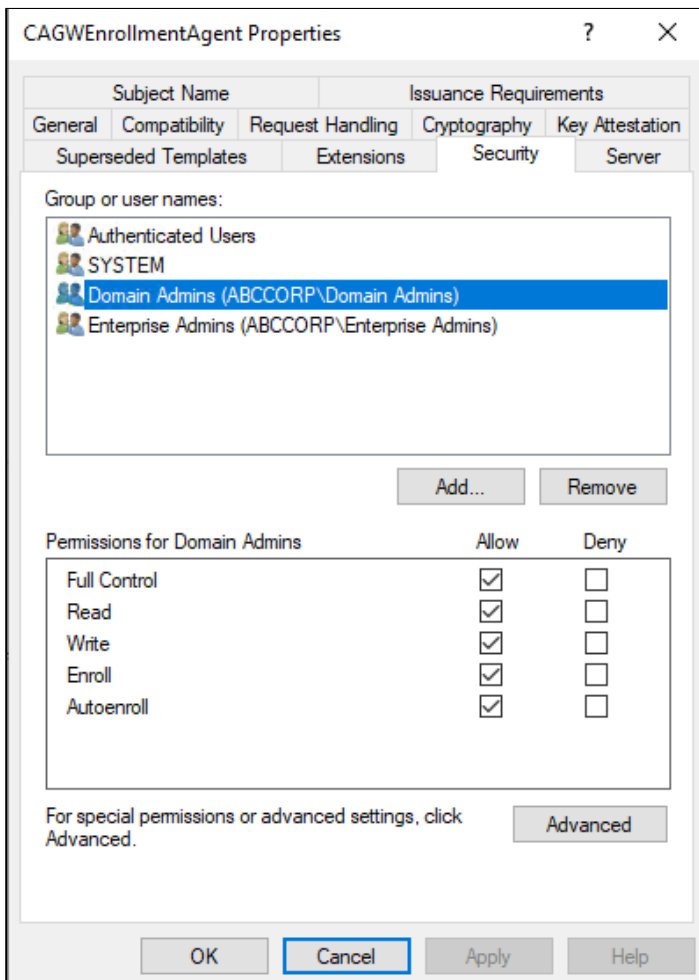 CAGWEnrollmentAgent Properties ?
Subject Name Issuance Requirements
General Compatibility Request Handling Cryptography Key Attestation
Superseded Templates Extensions Security Server
Group or user names:
Authenticated Users
SYSTEM
Domain Admins (ABCCORP\Domain Admins)
Enterprise Admins (ABCCORP\Enterprise Admins)
Add... Remove
Permissions for Domain Admins Allow Deny
Full Control
Read
Write
Enroll
Autoenroll
For special permissions or advanced settings, click
Advanced.
Advanced
OK Cancel Apply Help